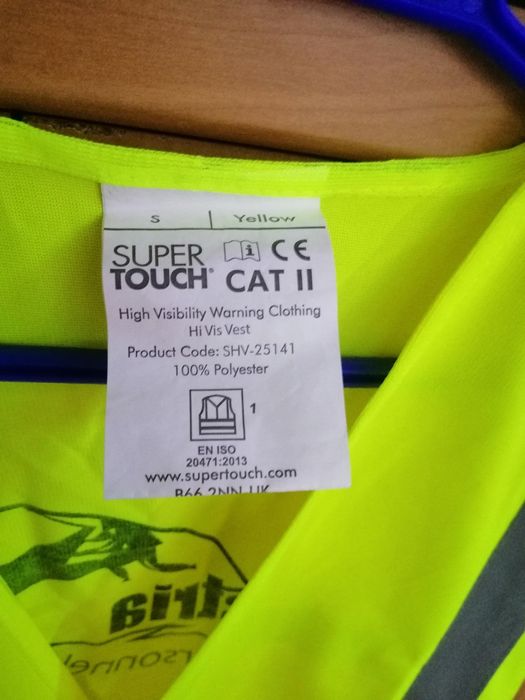 S | Yellow
SUPER
TOUCH®
CE
CAT II
High Visibility Warning Clothing
Hi Vis Vest
Product Code: SHV-25141
100% Polyester
1
EN ISO
20471:2013
www.supertouch.com
B66 2NN UK